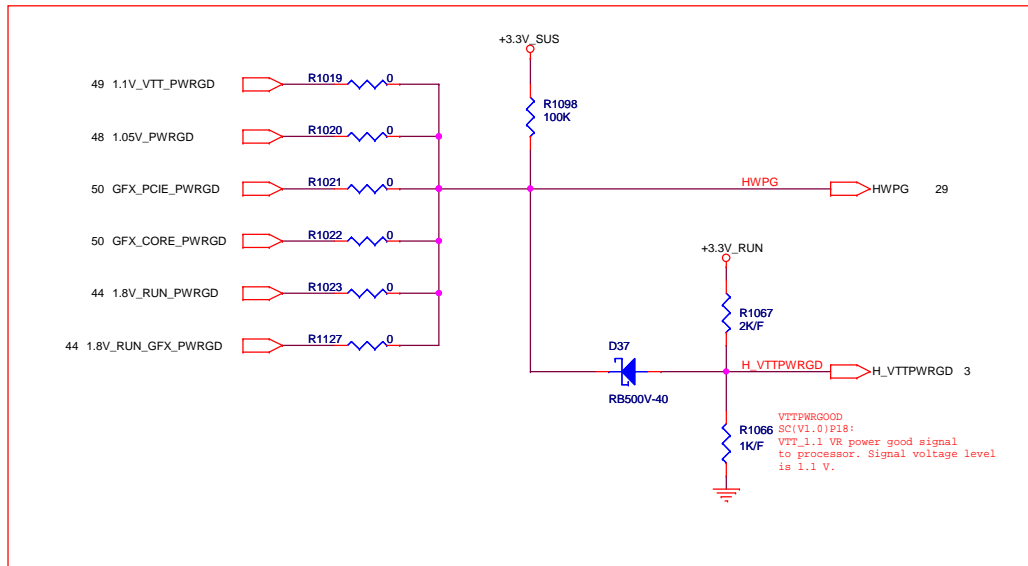 +3.3V_SUS
49 1.1V_VTT_PWRGD
R1019 0
R1098
100K
48 1.05V_PWRGD
R1020 0
50 GFX_PCIE_PWRGD
R1021 0
HWPG
HWPG 29
50 GFX_CORE_PWRGD
R1022 0
+3.3V_RUN
44 1.8V_RUN_PWRGD
R1023 0
R1067
2K/F
44 1.8V_RUN_GFX_PWRGD
R1127 0
D37
RB500V-40
H_VTTPWRGD
H_VTTPWRGD 3
R1066
1K/F
VTTPWRGOOD
SC(V1.0)P18:
VTT_1.1 VR power good signal
to processor. Signal voltage level
is 1.1 V.